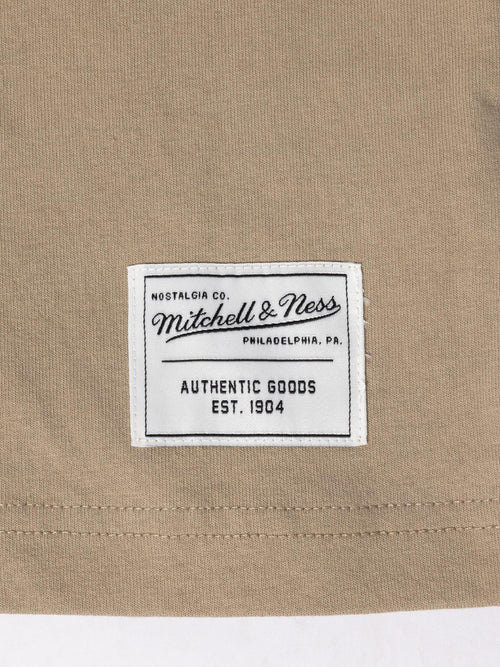 NOSTALGIA CO.
Mitchell & Ness
PHILADELPHIA, PA.
AUTHENTIC GOODS
EST. 1904